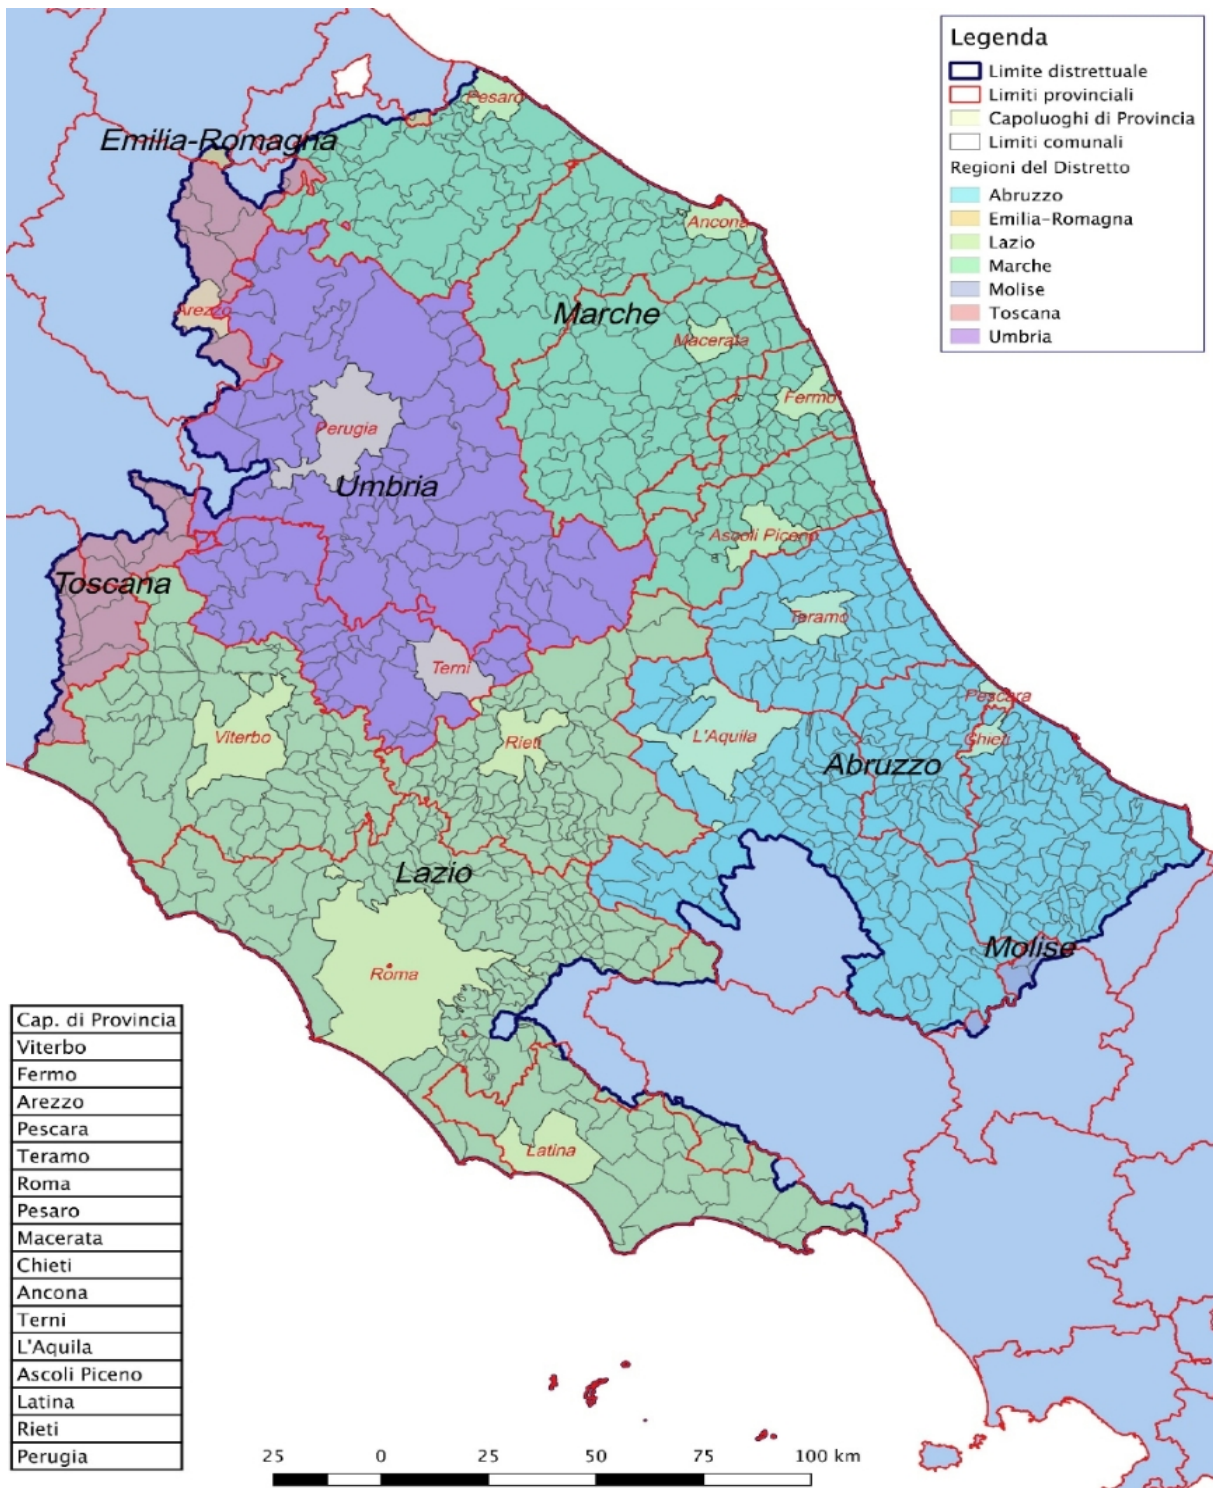 Legenda
Limite distrettuale
Limiti provinciali
Capoluoghi di Provincia
Limiti comunali
Regioni del Distretto
Abruzzo
Emilia-Romagna
Lazio
Marche
Molise
Toscana
Umbria
Pesaro
Emilia-Romagna
Ancona
Arezzo
Marche
Macerata
Fermo
Perugia
Umbria
Ascoli Piceno
Toscana
Teramo
Terni
Pescara
Viterbo
Rieti
L'Aquila
Chieti
Abruzzo
Lazio
Molise
Roma
Latina
Cap. di Provincia
Viterbo
Fermo
Arezzo
Pescara
Teramo
Roma
Pesaro
Macerata
Chieti
Ancona
Terni
L'Aquila
Ascoli Piceno
Latina
Rieti
Perugia
25 0 25 50 75 100 km